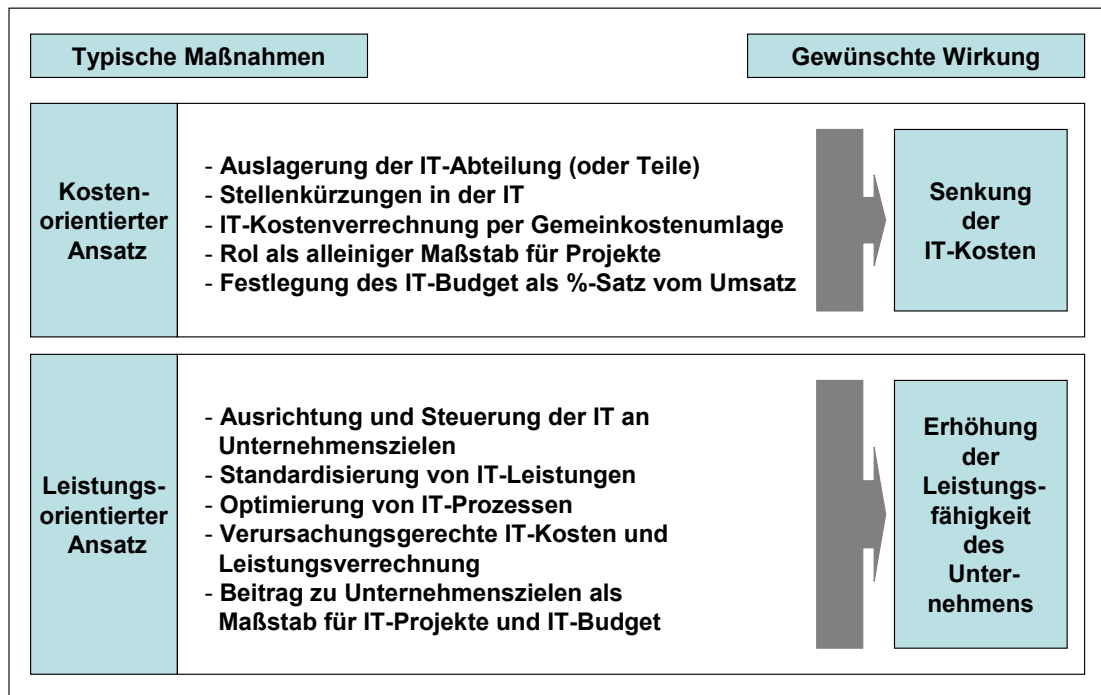 Typische Maßnahmen
Gewünschte Wirkung
Kosten-
orientierter
Ansatz
- Auslagerung der IT-Abteilung (oder Teile)
- Stellenkürzungen in der IT
- IT-Kostenverrechnung per Gemeinkostenumlage
- RoI als alleiniger Maßstab für Projekte
- Festlegung des IT-Budget als %-Satz vom Umsatz
Senkung
der
IT-Kosten
Leistungs-
orientierter
Ansatz
- Ausrichtung und Steuerung der IT an
Unternehmenszielen
- Standardisierung von IT-Leistungen
- Optimierung von IT-Prozessen
- Verursachungsgerechte IT-Kosten und
Leistungsverrechnung
- Beitrag zu Unternehmenszielen als
Maßstab für IT-Projekte und IT-Budget
Erhöhung
der
Leistungs-
fähigkeit
des
Unter-
nehmens